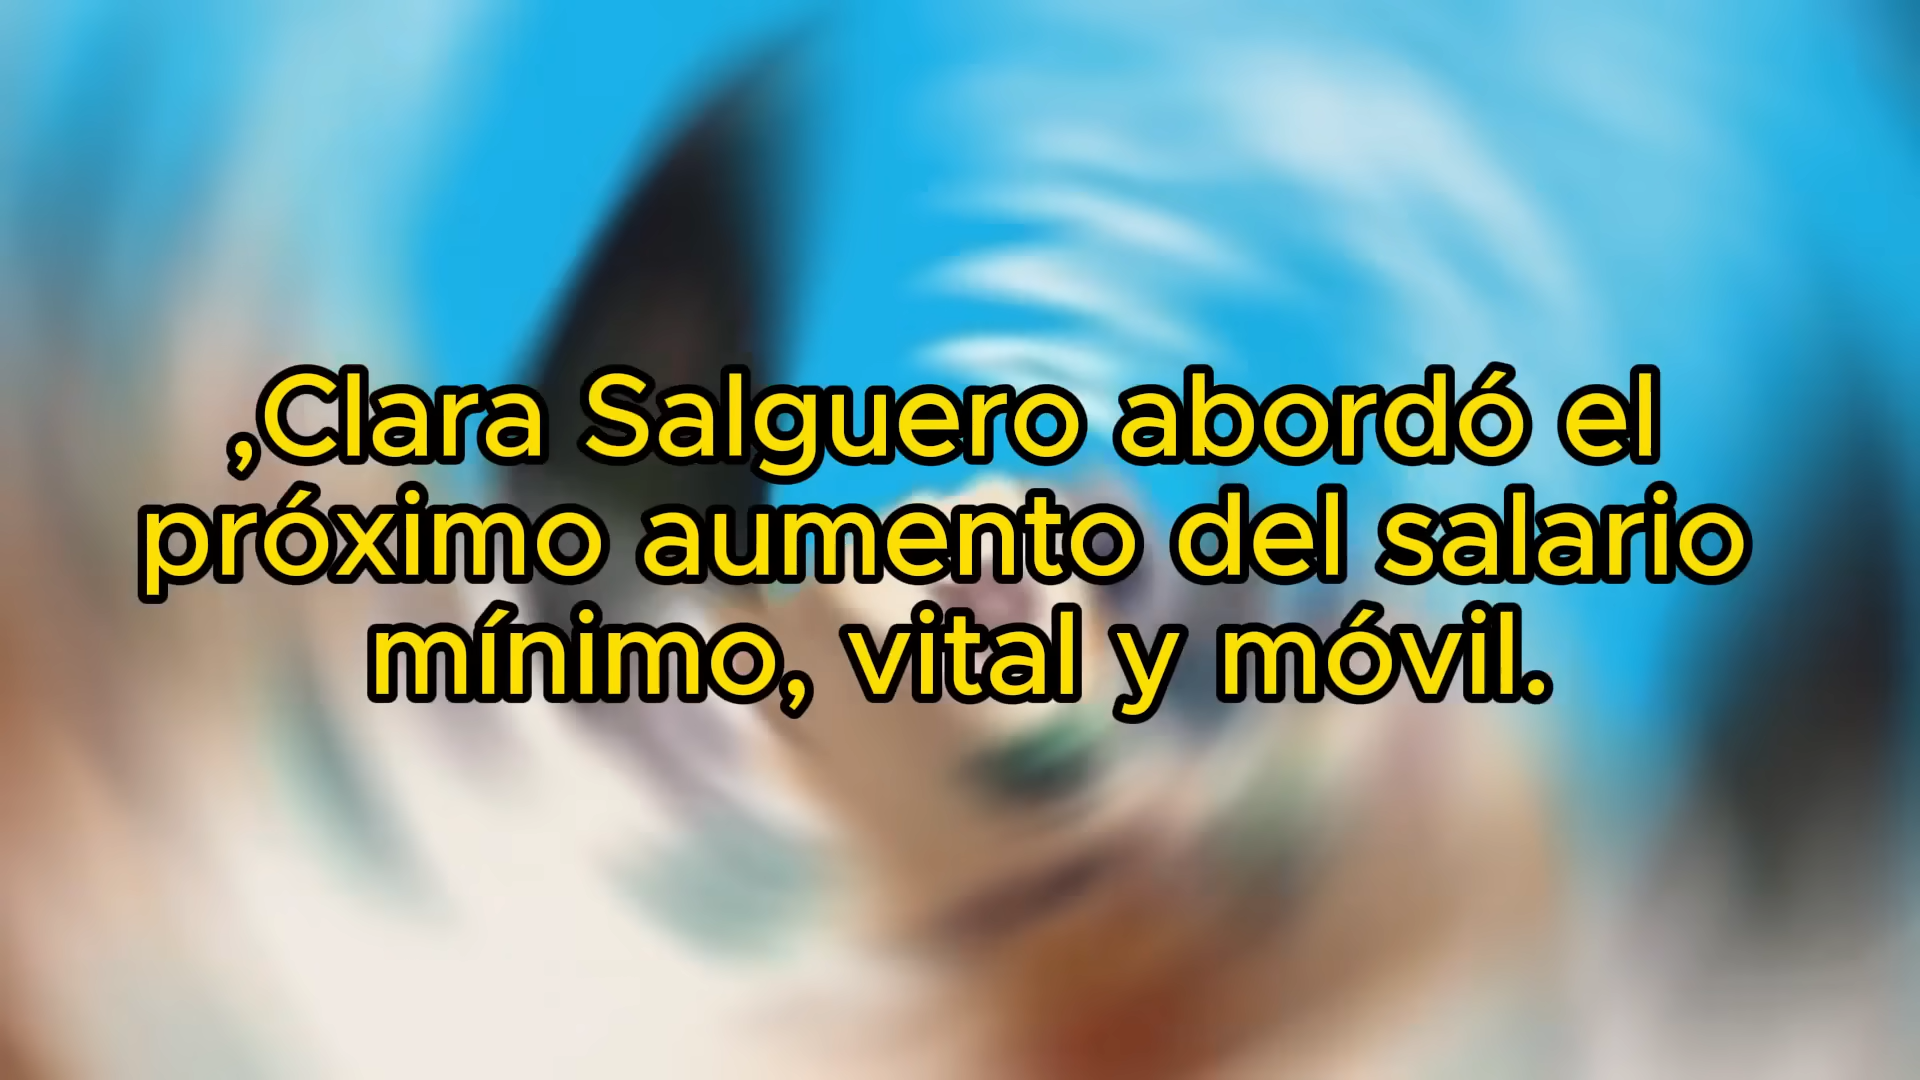 ,Clara Salguero abordó el
próximo aumento del salario
mínimo, vital y móvil.